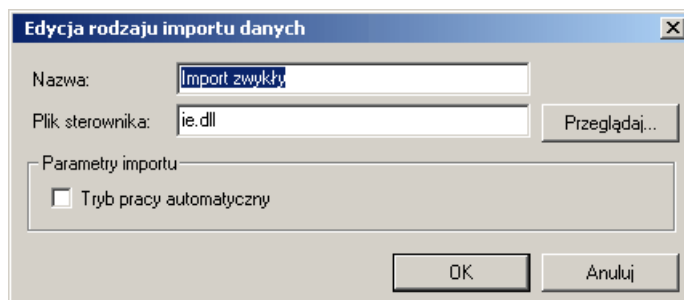 Edycja rodzaju importu danych
Nazwa: Import zwykły
Plik sterownika: ie.dll Przeglądaj...
Parametry importu
Tryb pracy automatyczny
OK Anuluj